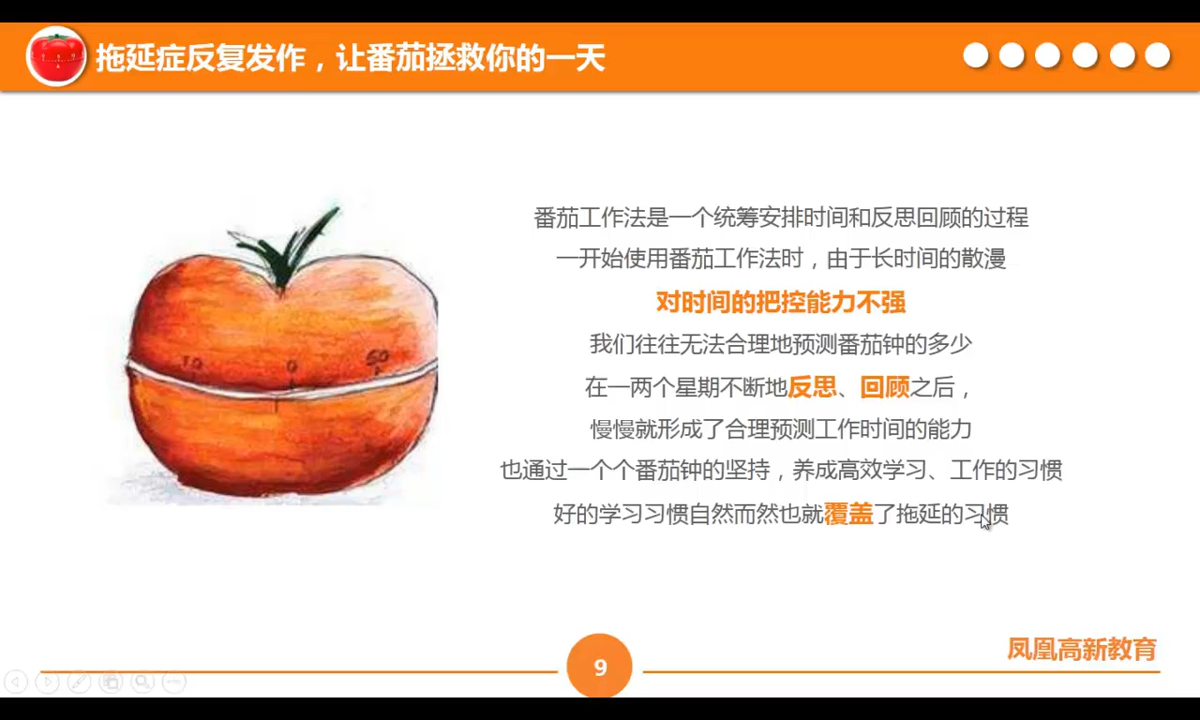 拖延症反复发作，让番茄拯救你的一天
番茄工作法是一个统筹安排时间和反思回顾的过程
一开始使用番茄工作法时，由于长时间的散漫
对时间的把控能力不强
我们往往无法合理地预测番茄钟的多少
在一两个星期不断地反思、回顾之后，
慢慢就形成了合理预测工作时间的能力
也通过一个个番茄钟的坚持，养成高效学习、工作的习惯
好的学习习惯自然而然也就覆盖了拖延的习惯
10 0 50
凤凰高新教育
9